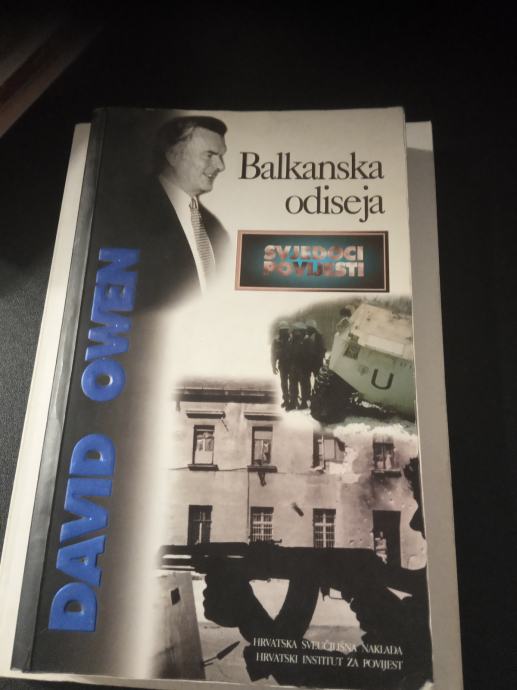 Balkanska
odiseja
SVJEDOCI
POVIJESTI
DAVID OWEN
U
HRVATSKA SVEUČILIŠNA NAKLADA
HRVATSKI INSTITUT ZA POVIJEST